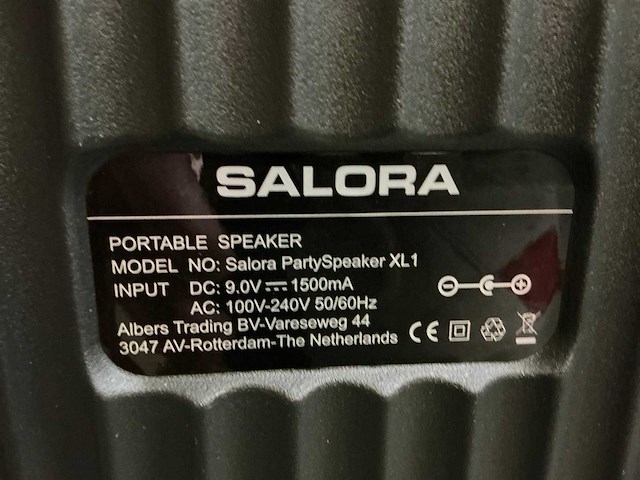 SALORA
PORTABLE SPEAKER
MODEL NO: Salora PartySpeaker XL1
INPUT DC: 9.0V ⎓ 1500mA
AC: 100V-240V 50/60Hz
Albers Trading BV-Vareseweg 44
3047 AV-Rotterdam-The Netherlands
CE